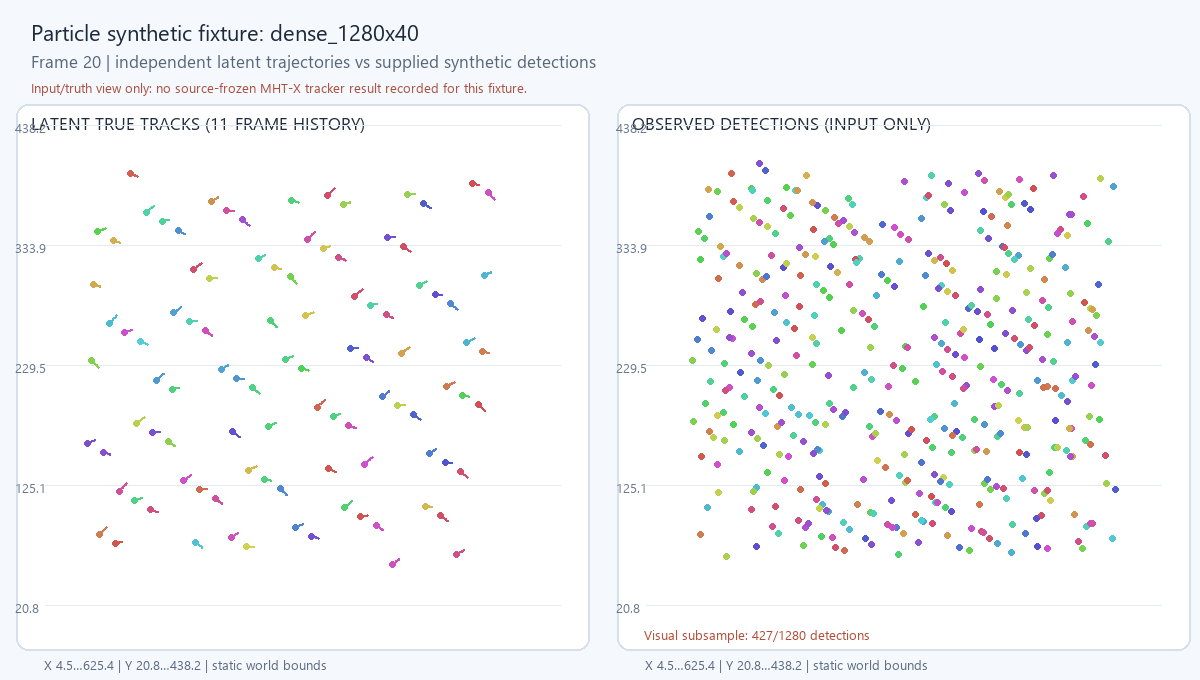 Particle synthetic fixture: dense_1280x40
Frame 20 | independent latent trajectories vs supplied synthetic detections
Input/truth view only: no source-frozen MHT-X tracker result recorded for this fixture.
LATENT TRUE TRACKS (11-FRAME HISTORY)
438.2
333.9
229.5
125.1
20.8
X 4.5...625.4 | Y 20.8...438.2 | static world bounds
OBSERVED DETECTIONS (INPUT ONLY)
438.2
333.9
229.5
125.1
20.8
Visual subsample: 427/1280 detections
X 4.5...625.4 | Y 20.8...438.2 | static world bounds